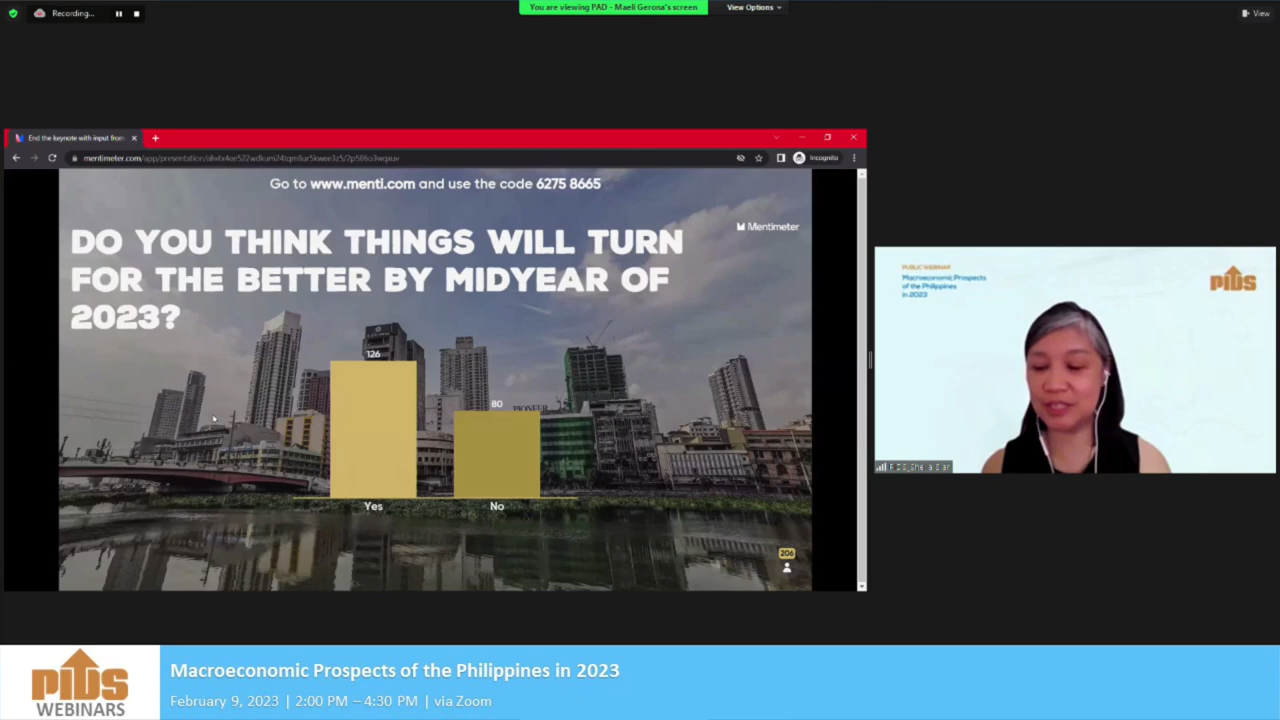 Recording...
You are viewing PAD - Maeli Gerona's screen
View Options
View
End the keynote with input from
Incognito
Go to www.menti.com and use the code 6275 8665
Mentimeter
DO YOU THINK THINGS WILL TURN
FOR THE BETTER BY MIDYEAR OF
2023?
126
80
PIONEER
Yes
No
206
PUBLIC WEBINAR
Macroeconomic Prospects
of the Philippines
in 2023
PIDS
PIDS
WEBINARS
Macroeconomic Prospects of the Philippines in 2023
February 9, 2023 | 2:00 PM – 4:30 PM | via Zoom